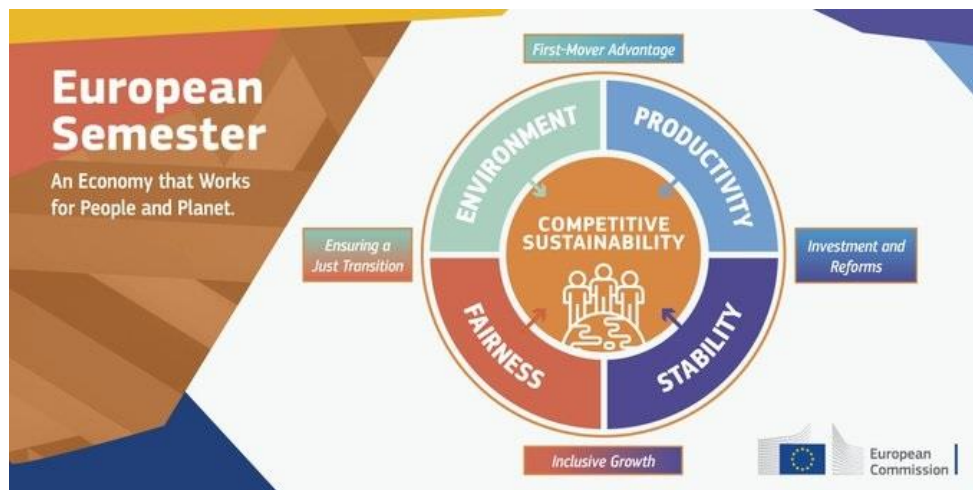 European
Semester
An Economy that Works
for People and Planet.
First-Mover Advantage
ENVIRONMENT
PRODUCTIVITY
COMPETITIVE
SUSTAINABILITY
Ensuring a
Just Transition
Investment and
Reforms
FAIRNESS
STABILITY
Inclusive Growth
European
Commission